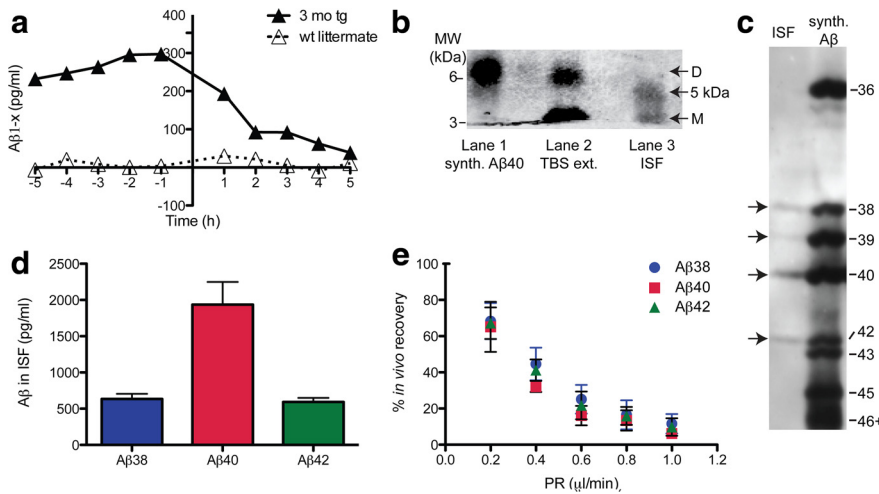 a
3 mo tg
wt littermate
Aβ1-x (pg/ml)
400
300
200
100
-100
-5 -4 -3 -2 -1 1 2 3 4 5
Time (h)
b
MW
(kDa)
6-
3-
D
5 kDa
M
Lane 1 Lane 2 Lane 3
synth. Aβ40 TBS ext. ISF
c
ISF synth. Aβ
-36
-38
-39
-40
42
-43
-45
-46+
d
Aβ in ISF (pg/ml)
2500
2000
1500
1000
500
0
Aβ38 Aβ40 Aβ42
e
Aβ38
Aβ40
Aβ42
% in vivo recovery
100
80
60
40
20
0
0.0 0.2 0.4 0.6 0.8 1.0 1.2
PR (μl/min)